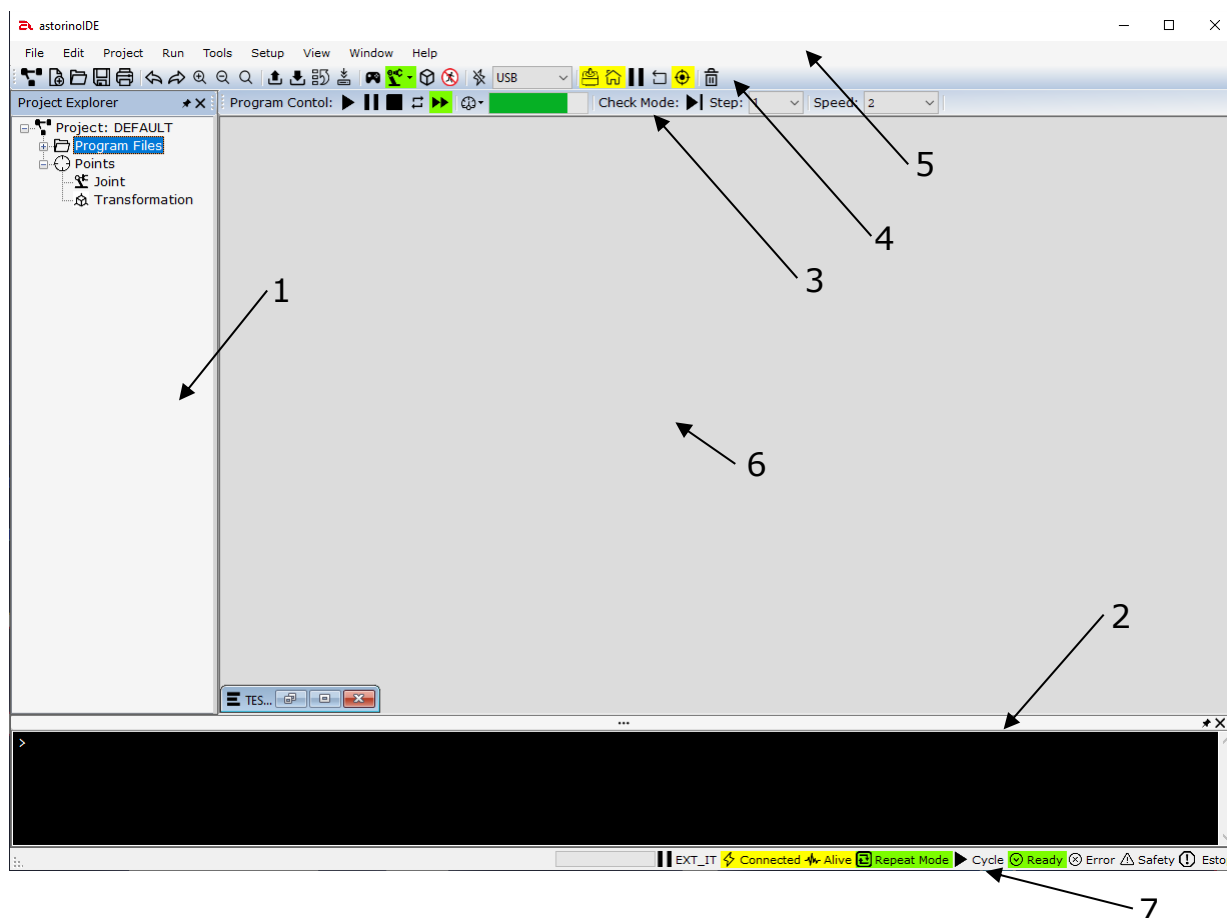 astorinoIDE
File Edit Project Run Tools Setup View Window Help
USB
Project Explorer
Program Contol: Check Mode: Step: 1 Speed: 2
Project: DEFAULT
Program Files
Points
Joint
Transformation
5
4
3
1
6
2
TES...
>
EXT_IT Connected Alive Repeat Mode Cycle Ready Error Safety Esto
7